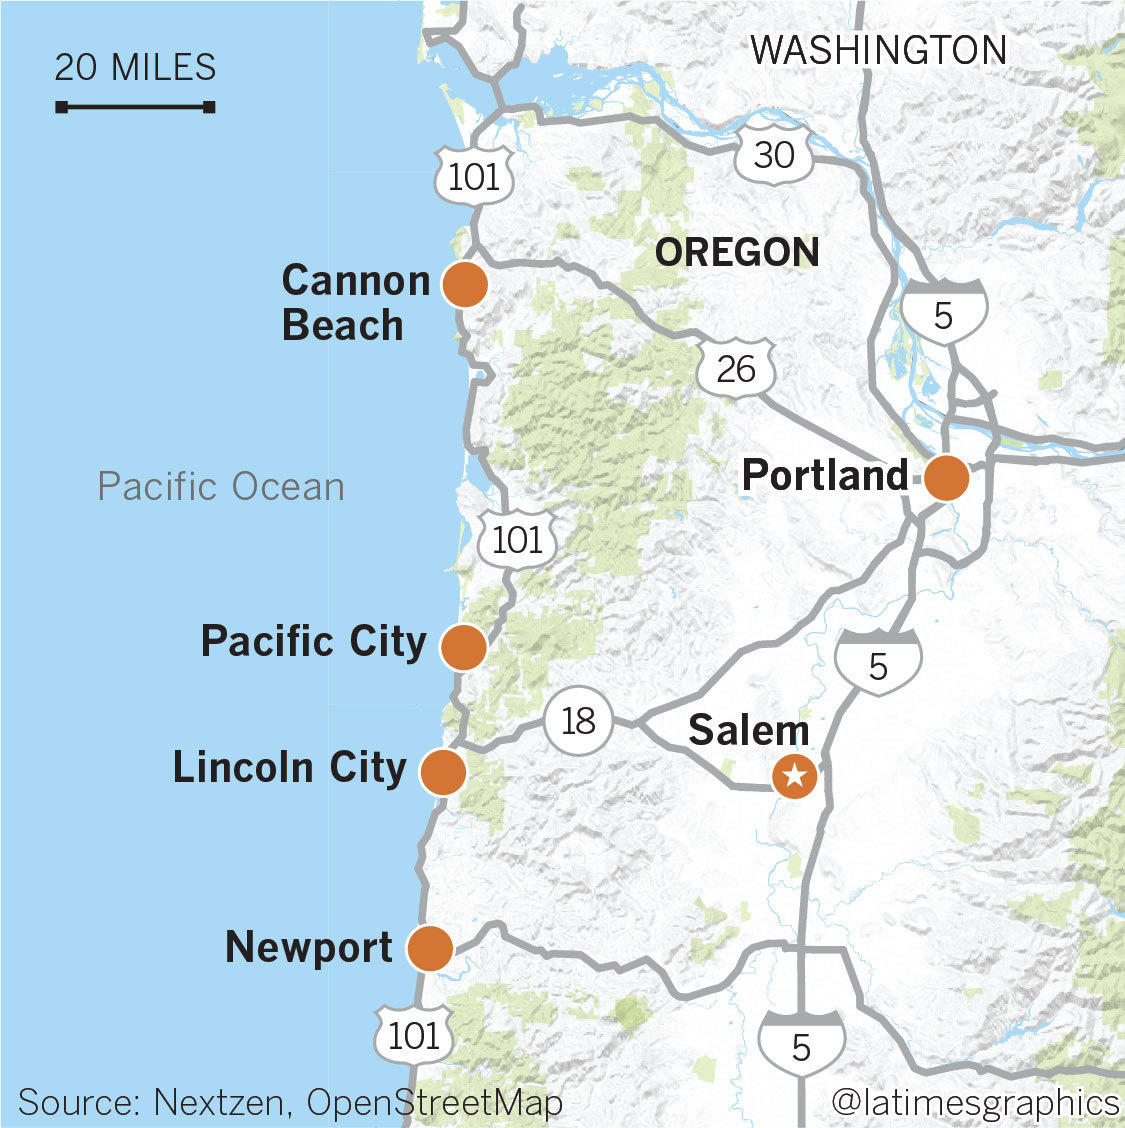 WASHINGTON
20 MILES
30
101
OREGON
Cannon
Beach
5
26
Portland
Pacific Ocean
101
Pacific City
5
18
Salem
Lincoln City
Newport
101
5
Source: Nextzen, OpenStreetMap
@latimesgraphics